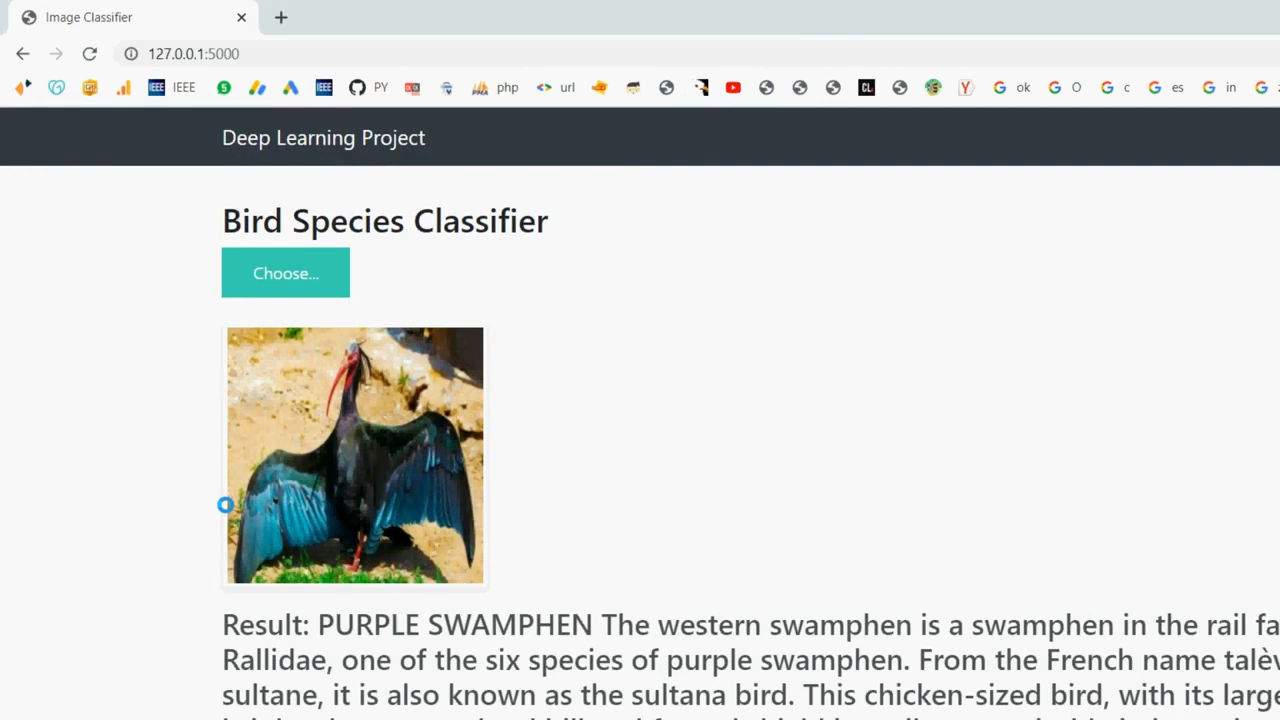 Image Classifier
127.0.0.1:5000
IEEE PY php url ok O c es in
Deep Learning Project
Bird Species Classifier
Choose...
Result: PURPLE SWAMPHEN The western swamphen is a swamphen in the rail fa
Rallidae, one of the six species of purple swamphen. From the French name talèv
sultane, it is also known as the sultana bird. This chicken-sized bird, with its large